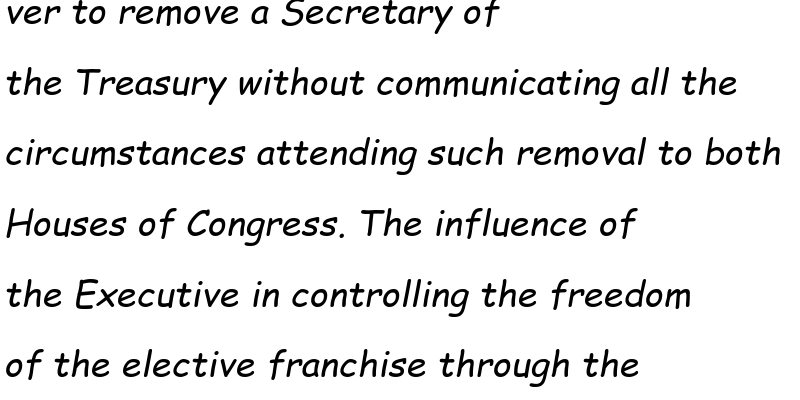 ver to remove a Secretary of
the Treasury without communicating all the
circumstances attending such removal to both
Houses of Congress. The influence of
the Executive in controlling the freedom
of the elective franchise through the